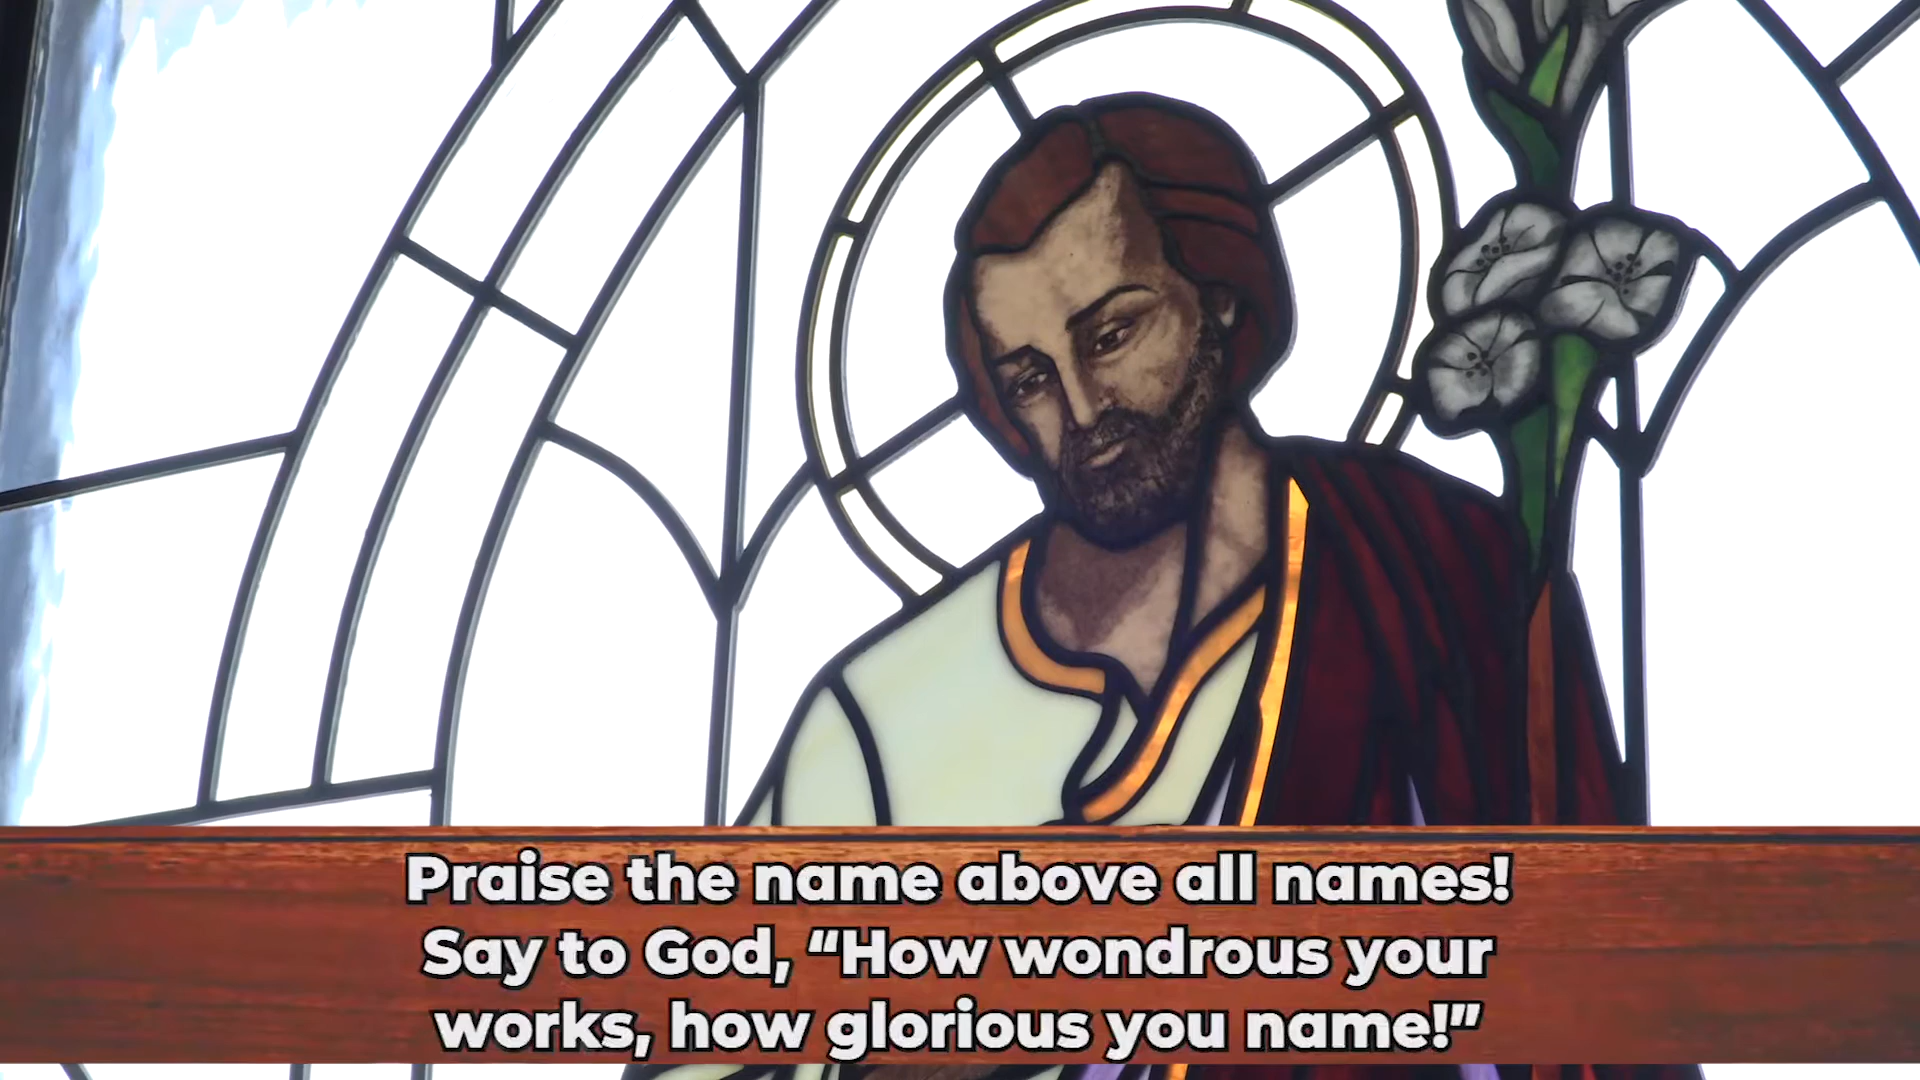 Praise the name above all names!
Say to God, “How wondrous your
works, how glorious you name!”